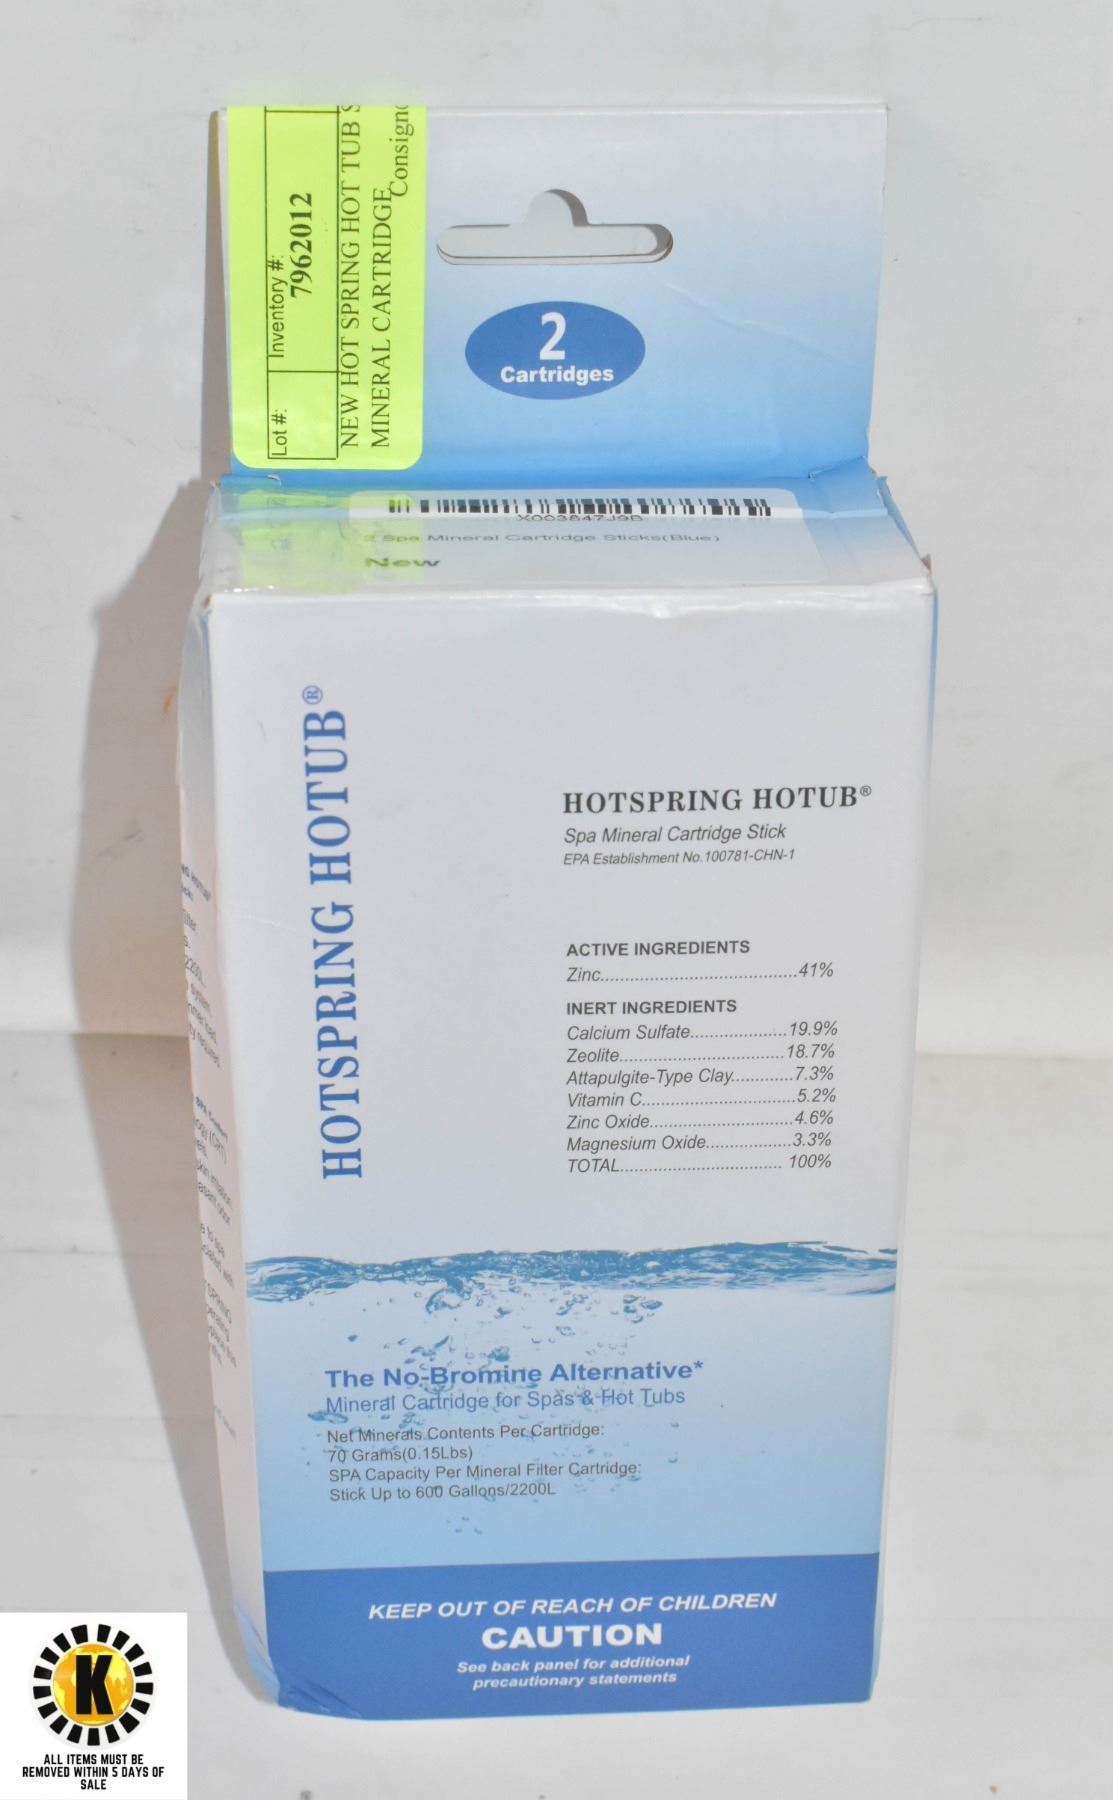 Lot #:
Inventory #:
7962012
NEW HOT SPRING HOT TUB S
MINERAL CARTRIDGE
Consign
2
Cartridges
X003847J9B
2 Spa Mineral Cartridge Sticks(Blue)
New
HOTSPRING HOTUB®
HOTSPRING HOTUB®
Spa Mineral Cartridge Stick
EPA Establishment No.100781-CHN-1
ACTIVE INGREDIENTS
Zinc......................................41%
INERT INGREDIENTS
Calcium Sulfate...................19.9%
Zeolite.................................18.7%
Attapulgite-Type Clay............7.3%
Vitamin C..............................5.2%
Zinc Oxide............................4.6%
Magnesium Oxide.................3.3%
TOTAL................................ 100%
The No-Bromine Alternative*
Mineral Cartridge for Spas & Hot Tubs
Net Minerals Contents Per Cartridge:
70 Grams(0.15Lbs)
SPA Capacity Per Mineral Filter Cartridge:
Stick Up to 600 Gallons/2200L
KEEP OUT OF REACH OF CHILDREN
CAUTION
See back panel for additional
precautionary statements
K
ALL ITEMS MUST BE
REMOVED WITHIN 5 DAYS OF
SALE